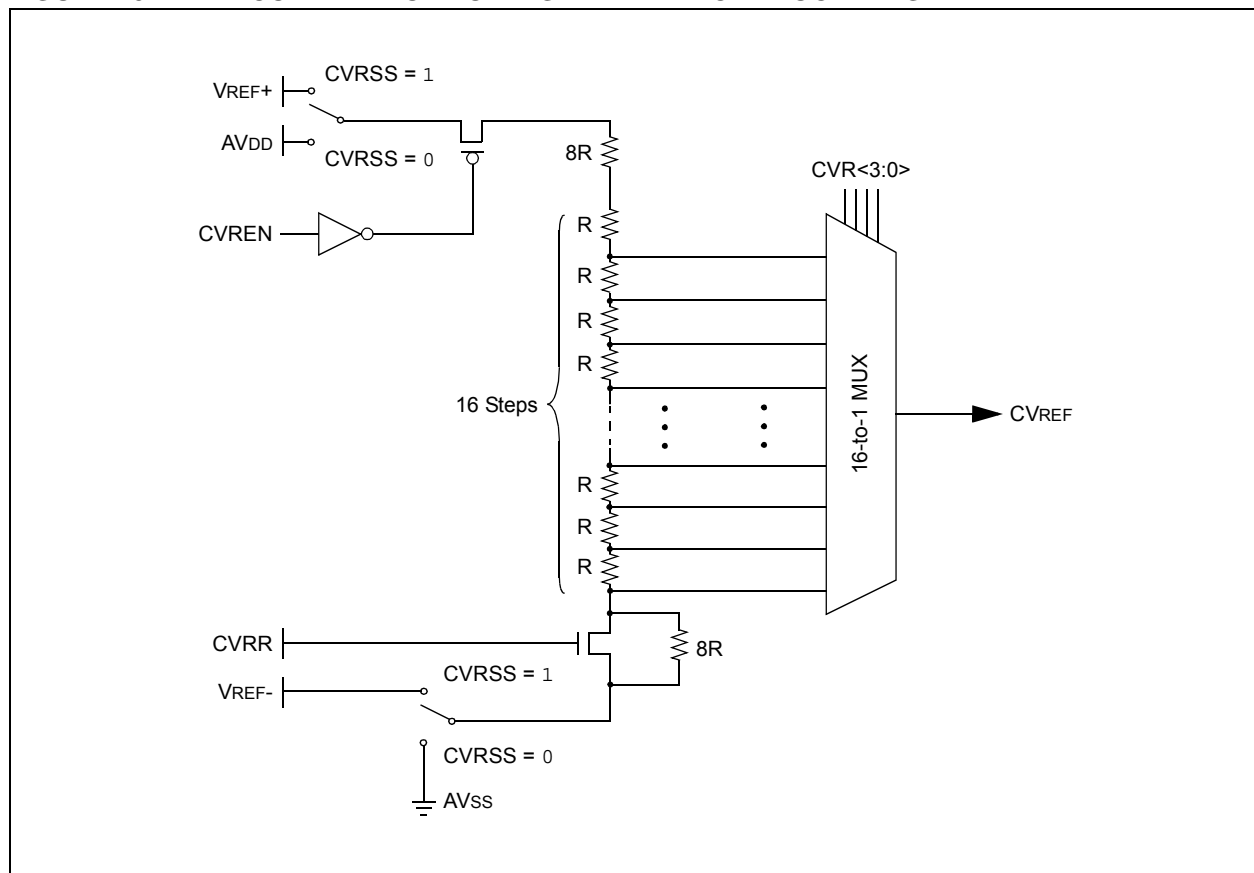 CVRSS = 1
VREF+
AVDD
CVRSS = 0
8R
CVR<3:0>
CVREN
R
R
R
R
16 Steps
16-to-1 MUX
CVREF
R
R
R
CVRR
8R
CVRSS = 1
VREF-
CVRSS = 0
AVSS